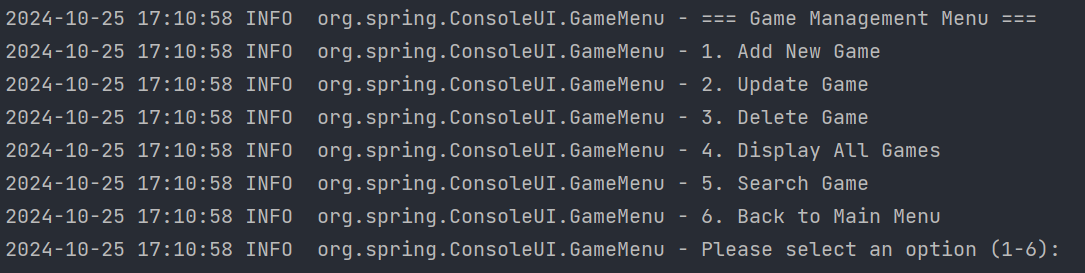 2024-10-25 17:10:58 INFO  org.spring.ConsoleUI.GameMenu - === Game Management Menu ===
2024-10-25 17:10:58 INFO  org.spring.ConsoleUI.GameMenu - 1. Add New Game
2024-10-25 17:10:58 INFO  org.spring.ConsoleUI.GameMenu - 2. Update Game
2024-10-25 17:10:58 INFO  org.spring.ConsoleUI.GameMenu - 3. Delete Game
2024-10-25 17:10:58 INFO  org.spring.ConsoleUI.GameMenu - 4. Display All Games
2024-10-25 17:10:58 INFO  org.spring.ConsoleUI.GameMenu - 5. Search Game
2024-10-25 17:10:58 INFO  org.spring.ConsoleUI.GameMenu - 6. Back to Main Menu
2024-10-25 17:10:58 INFO  org.spring.ConsoleUI.GameMenu - Please select an option (1-6):